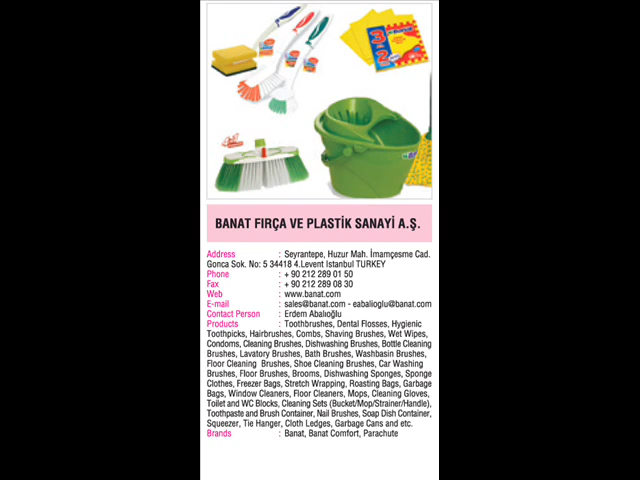 3
2
BANAT FIRÇA VE PLASTİK SANAYİ A.Ş.
Address : Seyrantepe, Huzur Mah. İmamçesme Cad.
Gonca Sok. No: 5 34418 4.Levent Istanbul TURKEY
Phone : + 90 212 289 01 50
Fax : + 90 212 289 08 30
Web : www.banat.com
E-mail : sales@banat.com - eabalioglu@banat.com
Contact Person : Erdem Abalıoğlu
Products : Toothbrushes, Dental Flosses, Hygienic
Toothpicks, Hairbrushes, Combs, Shaving Brushes, Wet Wipes,
Condoms, Cleaning Brushes, Dishwashing Brushes, Bottle Cleaning
Brushes, Lavatory Brushes, Bath Brushes, Washbasin Brushes,
Floor Cleaning Brushes, Shoe Cleaning Brushes, Car Washing
Brushes, Floor Brushes, Brooms, Dishwashing Sponges, Sponge
Clothes, Freezer Bags, Stretch Wrapping, Roasting Bags, Garbage
Bags, Window Cleaners, Floor Cleaners, Mops, Cleaning Gloves,
Toilet and WC Blocks, Cleaning Sets (Bucket/Mop/Strainer/Handle),
Toothpaste and Brush Container, Nail Brushes, Soap Dish Container,
Squeezer, Tie Hanger, Cloth Ledges, Garbage Cans and etc.
Brands : Banat, Banat Comfort, Parachute